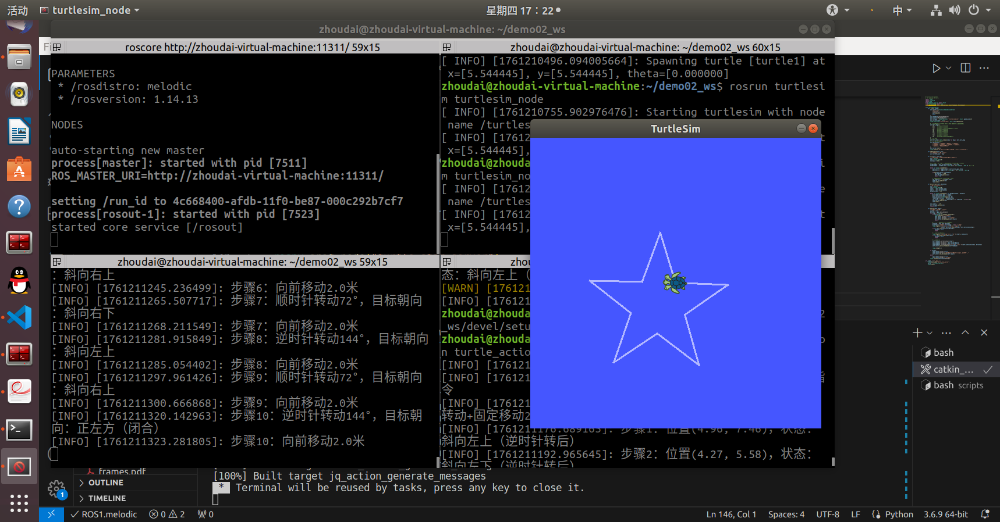 活动
turtlesim_node
星期四 17：22
中
zhoudai@zhoudai-virtual-machine: ~/demo02_ws
roscore http://zhoudai-virtual-machine:11311/ 59x15
PARAMETERS
* /rosdistro: melodic
* /rosversion: 1.14.13
NODES
auto-starting new master
process[master]: started with pid [7511]
ROS_MASTER_URI=http://zhoudai-virtual-machine:11311/
setting /run_id to 4c668400-afdb-11f0-be87-000c292b7cf7
process[rosout-1]: started with pid [7523]
started core service [/rosout]
zhoudai@zhoudai-virtual-machine: ~/demo02_ws 60x15
[ INFO] [1761210496.094005664]: Spawning turtle [turtle1] at
x=[5.544445], y=[5.544445], theta=[0.000000]
zhoudai@zhoudai-virtual-machine:~/demo02_ws$ rosrun turtlesi
m turtlesim_node
[ INFO] [1761210755.902976476]: Starting turtlesim with node
name /turtles
[ INFO] [176121
x=[5.544445],
zhoudai@zhouda
m turtlesim_no
[ INFO] [176121
name /turtles
[ INFO] [176121
x=[5.544445],
TurtleSim
zhoudai@zhoudai-virtual-machine: ~/demo02_ws 59x15
：斜向右上
[INFO] [1761211245.236499]: 步骤6：向前移动2.0米
[INFO] [1761211265.507717]: 步骤7：顺时针转动72°，目标朝向
：斜向右下
[INFO] [1761211268.211549]: 步骤7：向前移动2.0米
[INFO] [1761211281.915849]: 步骤8：逆时针转动144°，目标朝向
：斜向左上
[INFO] [1761211285.054402]: 步骤8：向前移动2.0米
[INFO] [1761211297.961426]: 步骤9：顺时针转动72°，目标朝向
：斜向右上
[INFO] [1761211300.666868]: 步骤9：向前移动2.0米
[INFO] [1761211320.142963]: 步骤10：逆时针转动144°，目标朝
向：正左方（闭合）
[INFO] [1761211323.281805]: 步骤10：向前移动2.0米
zhou
态：斜向左上（
[WARN] [176121
[INFO] [176121
zhoudai@zhouda
_ws/devel/setu
zhoudai@zhouda
n turtle_actio
[INFO] [176121
[INFO] [176121
令
[INFO] [176121
转动+固定移动2
[INFO] [1761211176.689165]: 步骤1：位置(4.96, 7.46)，状态：
斜向左上（逆时针转后）
[INFO] [1761211192.965645]: 步骤2：位置(4.27, 5.58)，状态：
斜向左下（逆时针转后）
bash
catkin_...
bash scripts
frames.pdf
OUTLINE
TIMELINE
[100%] Built target jq_action_generate_messages
* Terminal will be reused by tasks, press any key to close it.
1
ROS1.melodic
0
2
0
Ln 146, Col 1
Spaces: 4
UTF-8
LF
Python
3.6.9 64-bit